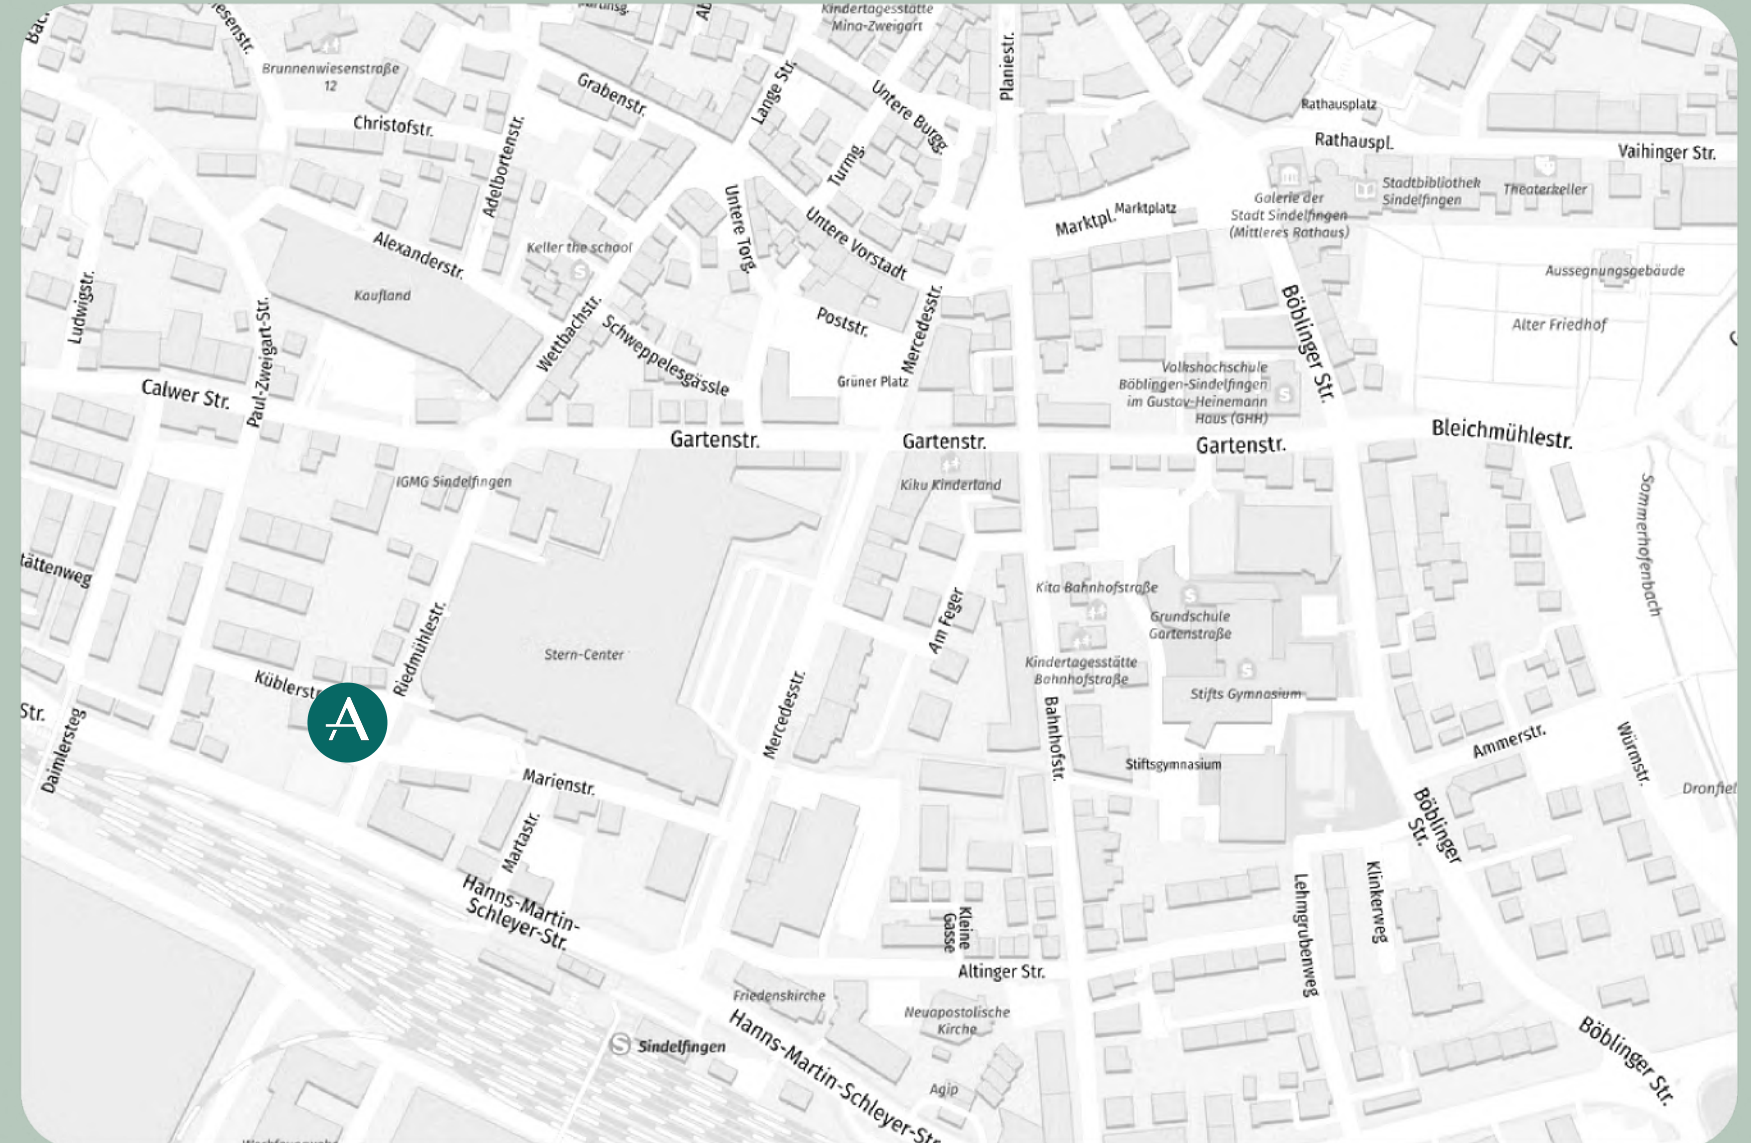 Kindertagesstätte
Mina-Zweigart
Planiestr.
Brunnenwiesenstraße
12
Grabenstr.
Lange Str.
Untere Burgg.
Rathausplatz
Christofstr.
Rathauspl.
Vaihinger Str.
Adelbortenstr.
Turmg.
Stadtbibliothek
Sindelfingen
Theaterkeller
Galerie der
Stadt Sindelfingen
(Mittleres Rathaus)
Marktpl.
Marktplatz
Untere Torg.
Untere Vorstadt
Alexanderstr.
Keller the school
Aussegnungsgebäude
Kaufland
Ludwigstr.
Alter Friedhof
Poststr.
Mercedesstr.
Böblinger Str.
Wettbachstr.
Schweppelesgässle
Paul-Zweigart-Str.
Grüner Platz
Volkshochschule
Böblingen-Sindelfingen
im Gustav-Heinemann
Haus (GHH)
Calwer Str.
Gartenstr.
Gartenstr.
Gartenstr.
Bleichmühlestr.
IGMG Sindelfingen
Kiku Kinderland
Sommerhofenbach
tättenweg
Kita Bahnhofstraße
Grundschule
Gartenstraße
Am Feger
Riedmühlestr.
Stern-Center
Kindertagesstätte
Bahnhofstraße
Küblerstr
Stifts Gymnasium
A
Str.
Mercedesstr.
Bahnhofstr.
Daimlersteg
Stiftsgymnasium
Ammerstr.
Würmstr.
Marienstr.
Dronfiel
Böblinger
Str.
Martastr.
Hanns-Martin-
Schleyer-Str.
Kleine
Gasse
Lehmgrubenweg
Klinkerweg
Altinger Str.
Friedenskirche
Neuapostolische
Kirche
Hanns-Martin-Schleyer-Str
S Sindelfingen
Agip
Böblinger Str.